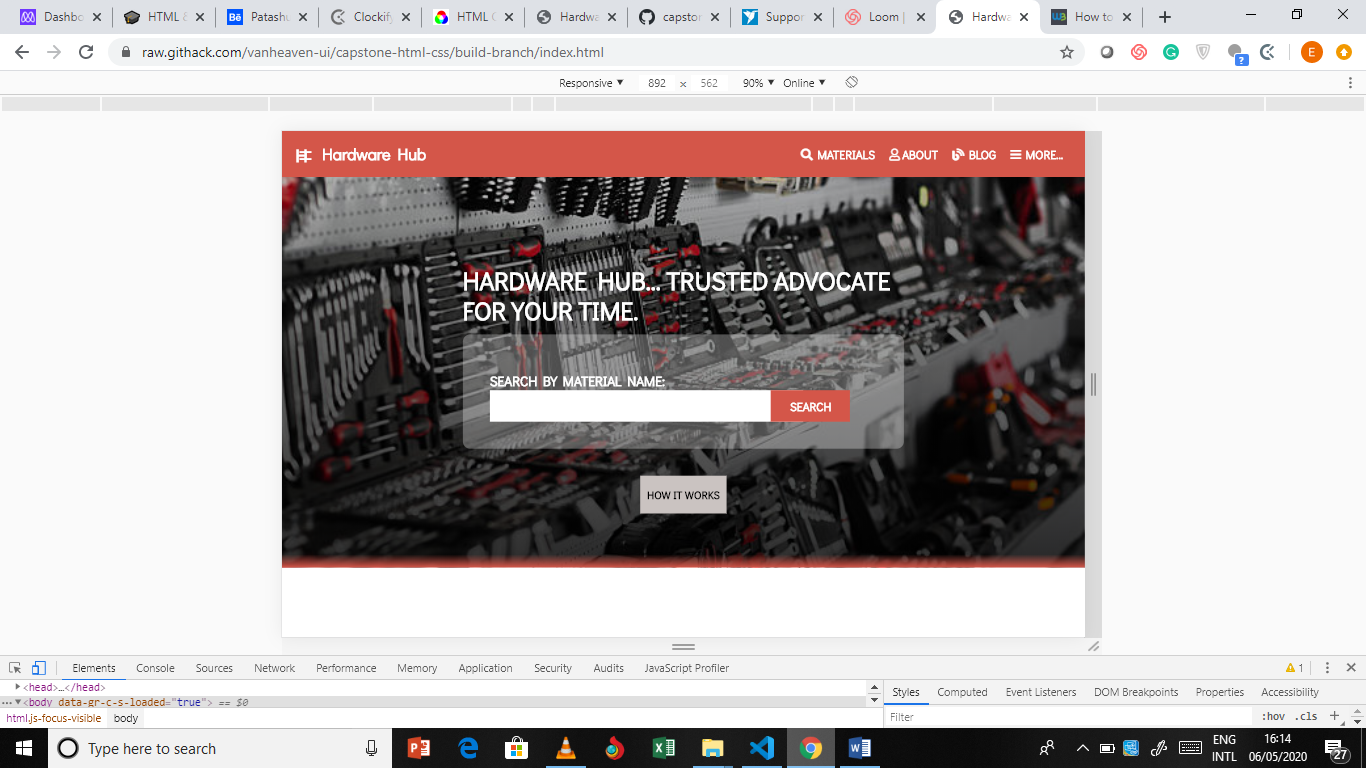 Dashbo
HTML &
Patashu
Clockify
HTML C
Hardwa
capstor
Suppor
Loom |
Hardwa
How to
raw.githack.com/vanheaven-ui/capstone-html-css/build-branch/index.html
E
Responsive ▼ 892 x 562 90% ▼ Online ▼
Hardware Hub MATERIALS ABOUT BLOG MORE...
HARDWARE HUB... TRUSTED ADVOCATE
FOR YOUR TIME.
SEARCH BY MATERIAL NAME:
SEARCH
HOW IT WORKS
Elements Console Sources Network Performance Memory Application Security Audits JavaScript Profiler 1
<head>…</head>
<body data-gr-c-s-loaded="true"> == $0
html.js-focus-visible body
Styles Computed Event Listeners DOM Breakpoints Properties Accessibility
Filter :hov .cls +
Type here to search
ENG
INTL
16:14
06/05/2020
27